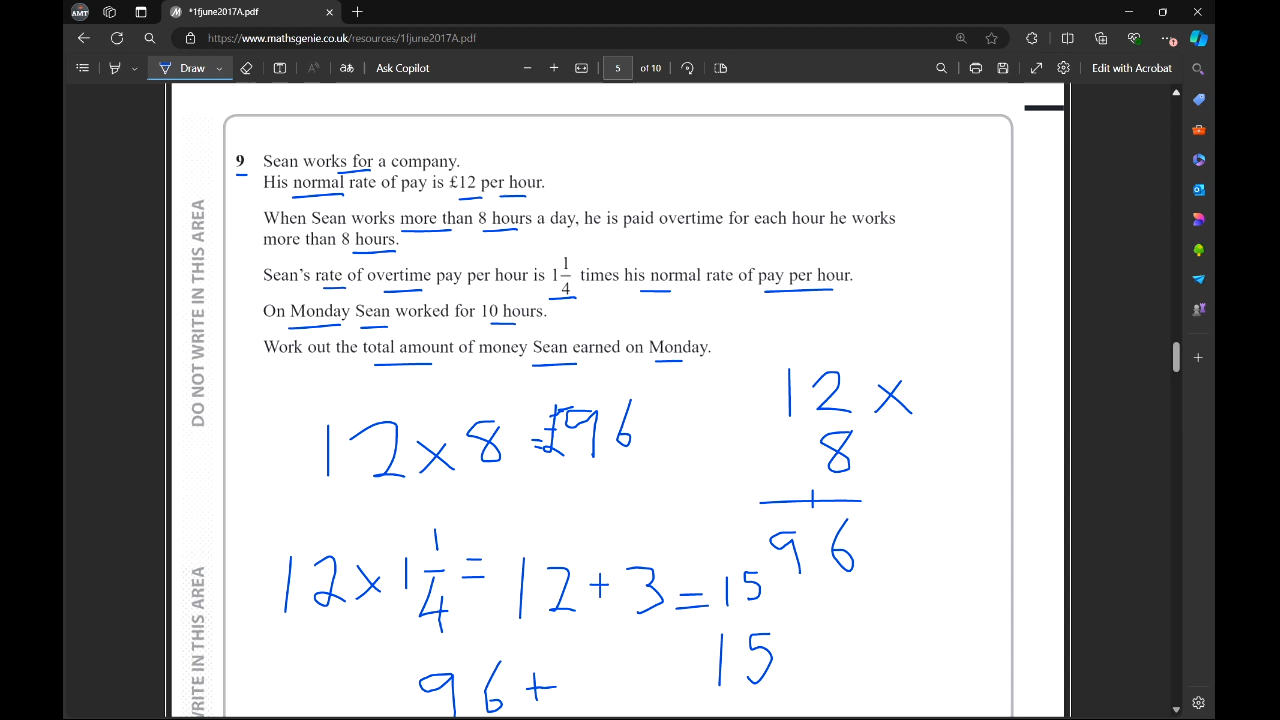 AMT
*1fjune2017A.pdf
https://www.mathsgenie.co.uk/resources/1fjune2017A.pdf
Draw
aあ
Ask Copilot
5
of 10
Edit with Acrobat
DO NOT WRITE IN THIS AREA
WRITE IN THIS AREA
9 Sean works for a company.
His normal rate of pay is £12 per hour.
When Sean works more than 8 hours a day, he is paid overtime for each hour he works
more than 8 hours.
Sean's rate of overtime pay per hour is 1 1/4 times his normal rate of pay per hour.
On Monday Sean worked for 10 hours.
Work out the total amount of money Sean earned on Monday.
12 ×
8
96
12 × 8 = £96
12 × 1 1/4 = 12 + 3 = 15
15
96 +